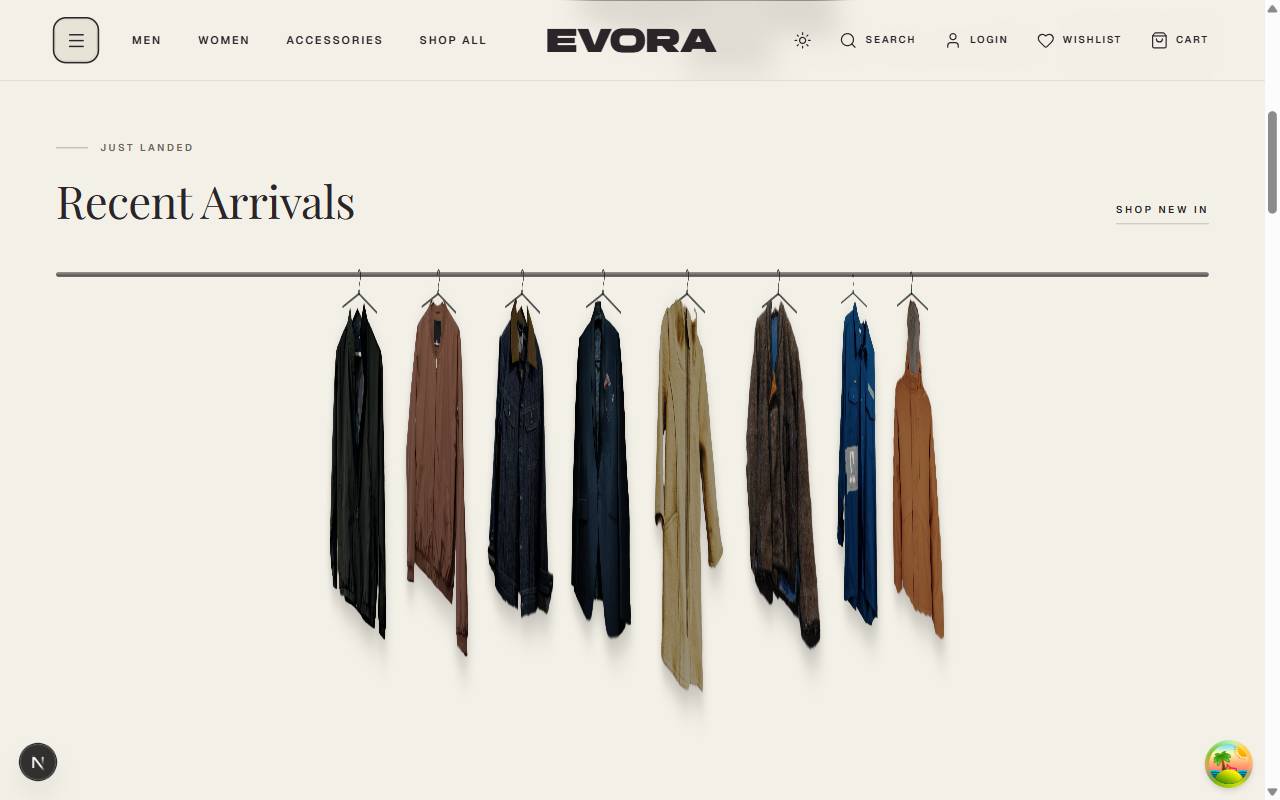 MEN WOMEN ACCESSORIES SHOP ALL EVORA SEARCH LOGIN WISHLIST CART
JUST LANDED
Recent Arrivals
SHOP NEW IN
N